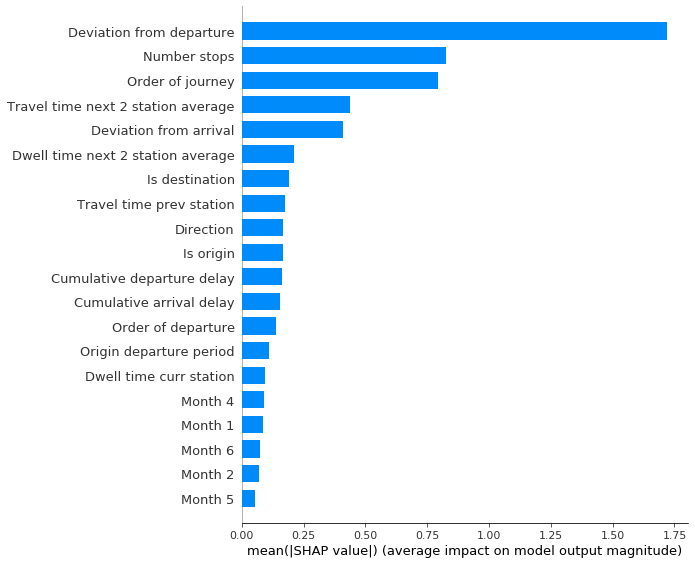 Deviation from departure
Number stops
Order of journey
Travel time next 2 station average
Deviation from arrival
Dwell time next 2 station average
Is destination
Travel time prev station
Direction
Is origin
Cumulative departure delay
Cumulative arrival delay
Order of departure
Origin departure period
Dwell time curr station
Month 4
Month 1
Month 6
Month 2
Month 5
0.00 0.25 0.50 0.75 1.00 1.25 1.50 1.75
mean(|SHAP value|) (average impact on model output magnitude)